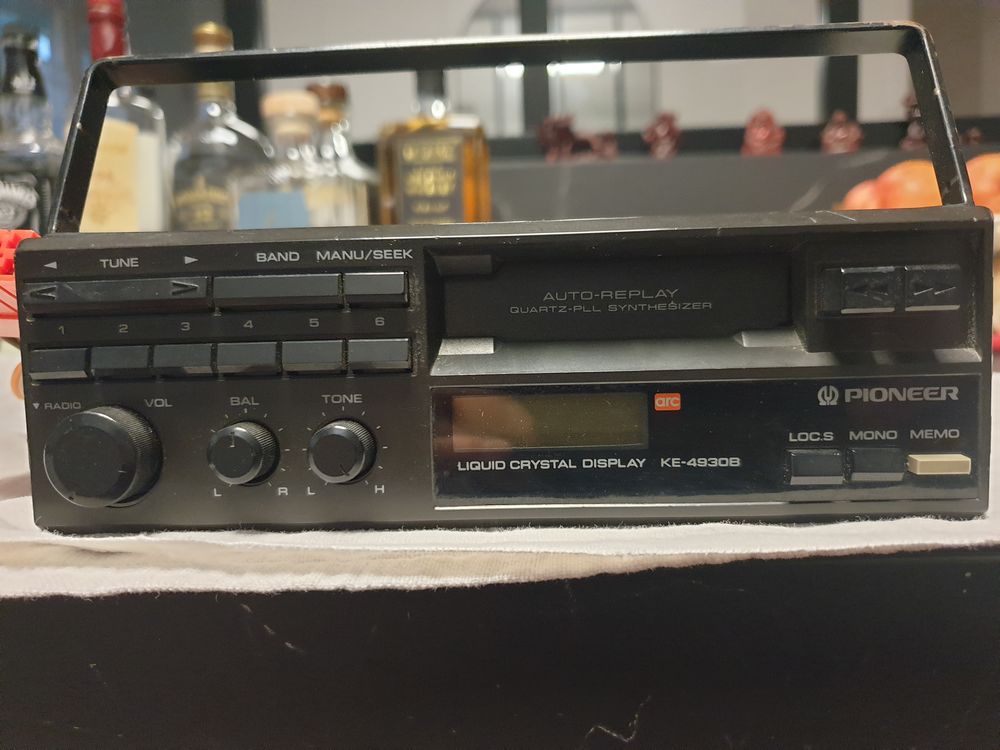 ◄ TUNE ► BAND MANU/SEEK
1 2 3 4 5 6
▼ RADIO VOL BAL TONE
L R L H
AUTO-REPLAY
QUARTZ-PLL SYNTHESIZER
arc
PIONEER
LIQUID CRYSTAL DISPLAY KE-4930B
LOC.S MONO MEMO